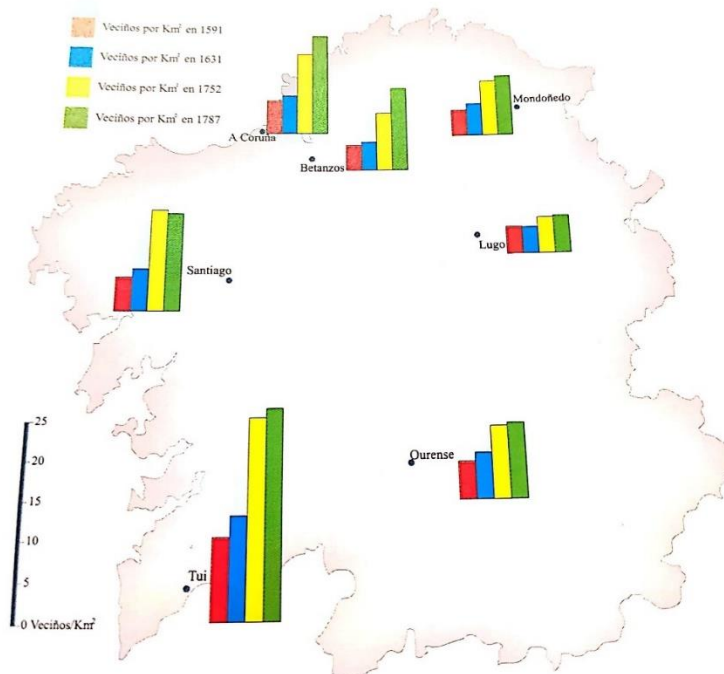 Veciños por Km² en 1591
Veciños por Km² en 1631
Veciños por Km² en 1752
Veciños por Km² en 1787
A Coruña
Betanzos
Mondoñedo
Lugo
Santiago
Ourense
Tui
25
20
15
10
5
0 Veciños/Km²